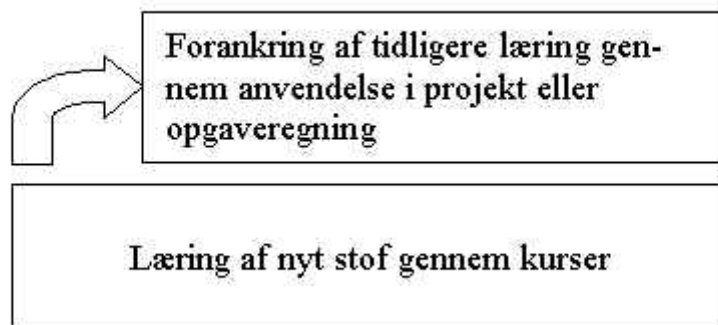 Forankring af tidligere læring gen-
nem anvendelse i projekt eller
opgaveregning
Læring af nyt stof gennem kurser